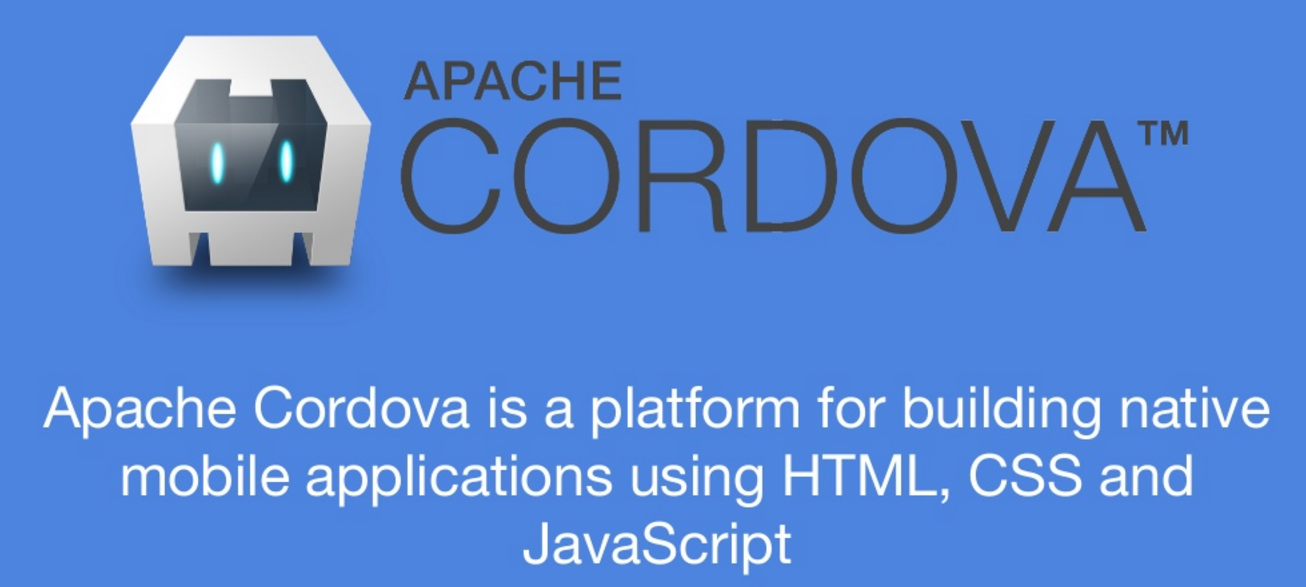 APACHE
CORDOVA™
Apache Cordova is a platform for building native
mobile applications using HTML, CSS and
JavaScript